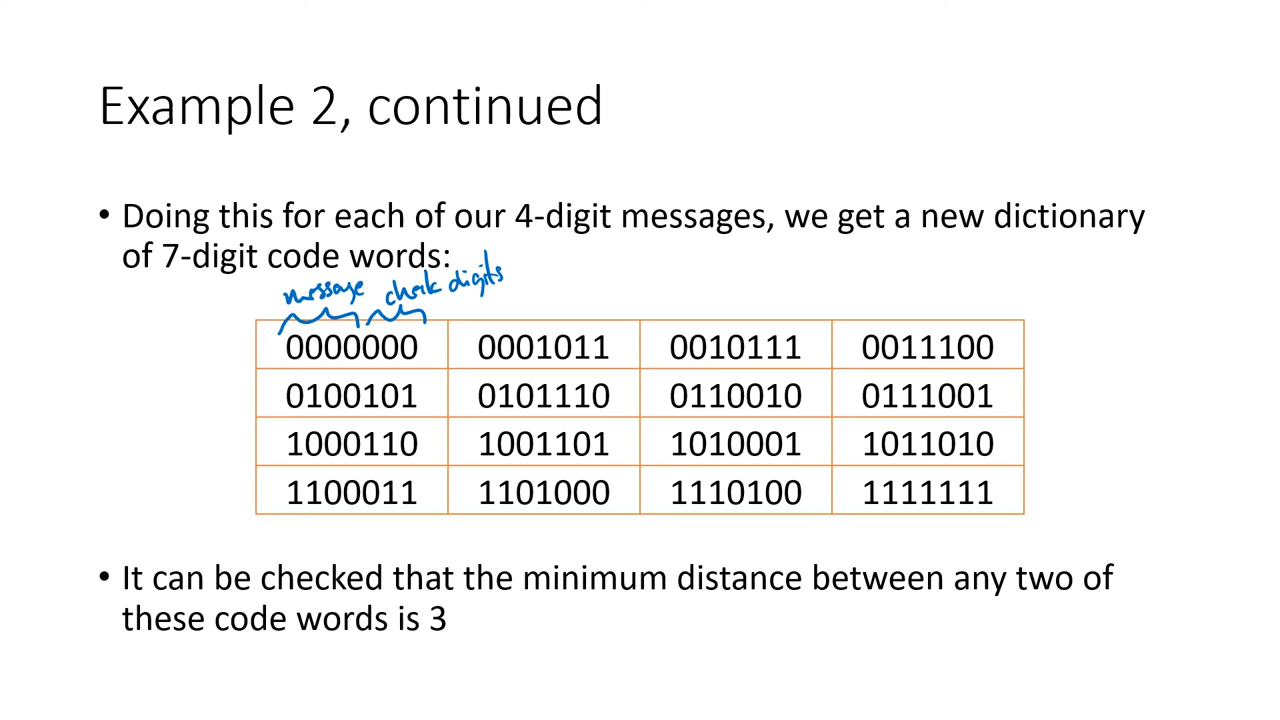 Example 2, continued
• Doing this for each of our 4-digit messages, we get a new dictionary
of 7-digit code words:
message check digits
0000000 0001011 0010111 0011100
0100101 0101110 0110010 0111001
1000110 1001101 1010001 1011010
1100011 1101000 1110100 1111111
• It can be checked that the minimum distance between any two of
these code words is 3